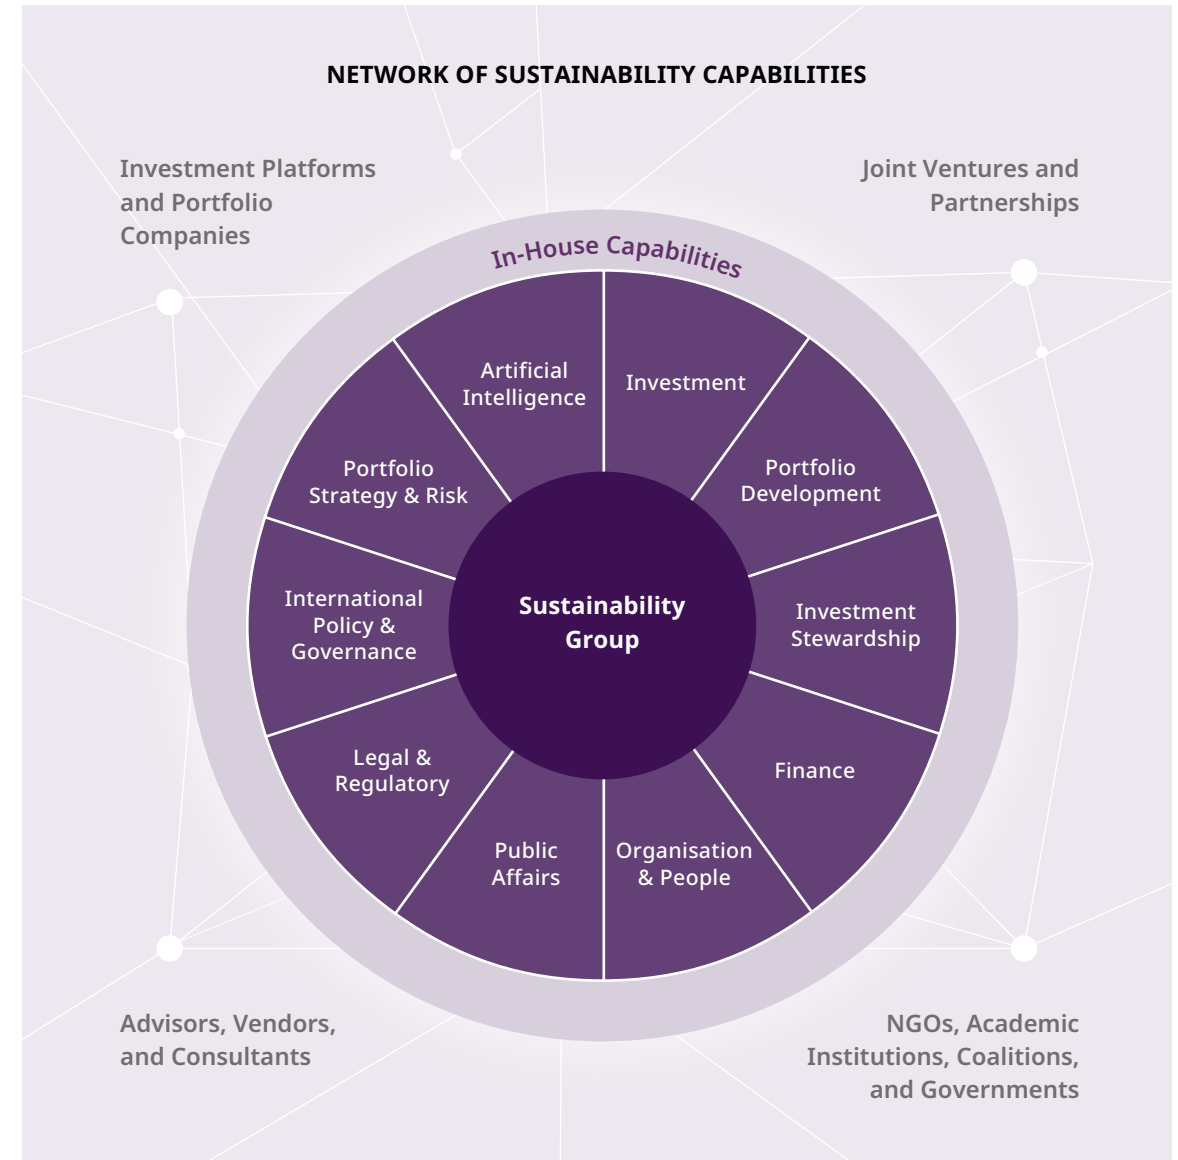 NETWORK OF SUSTAINABILITY CAPABILITIES
Investment Platforms
and Portfolio
Companies
Joint Ventures and
Partnerships
In-House Capabilities
Artificial
Intelligence
Investment
Portfolio
Strategy & Risk
Portfolio
Development
International
Policy &
Governance
Sustainability
Group
Investment
Stewardship
Legal &
Regulatory
Finance
Public
Affairs
Organisation
& People
Advisors, Vendors,
and Consultants
NGOs, Academic
Institutions, Coalitions,
and Governments